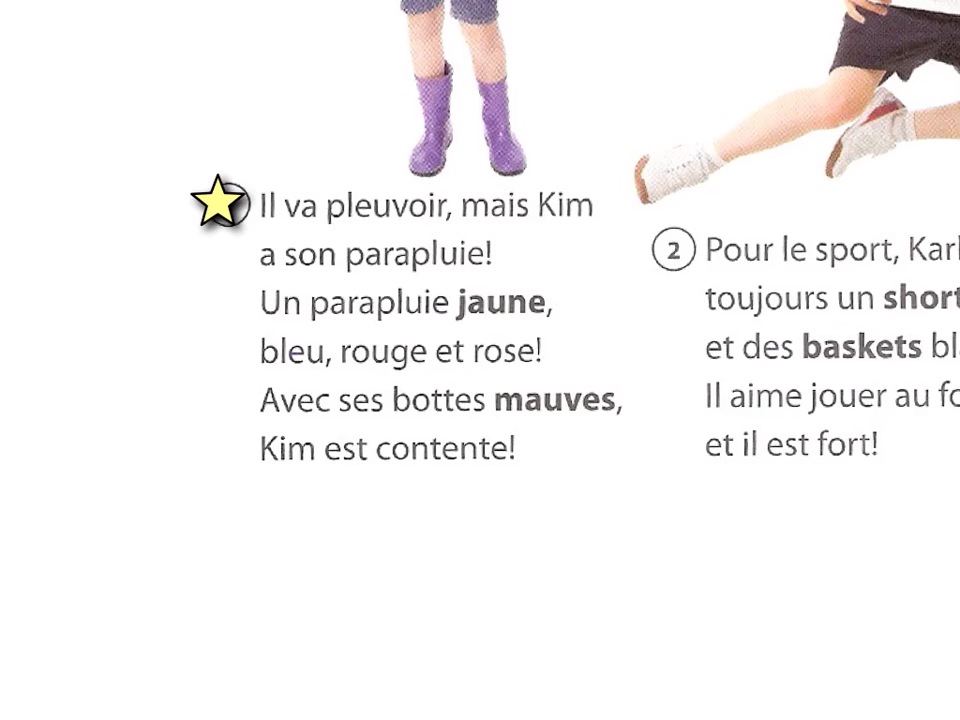 Il va pleuvoir, mais Kim
a son parapluie!
Un parapluie jaune,
bleu, rouge et rose!
Avec ses bottes mauves,
Kim est contente!
2 Pour le sport,
toujours un
et des baskets
Il aime jouer au
et il est fort!